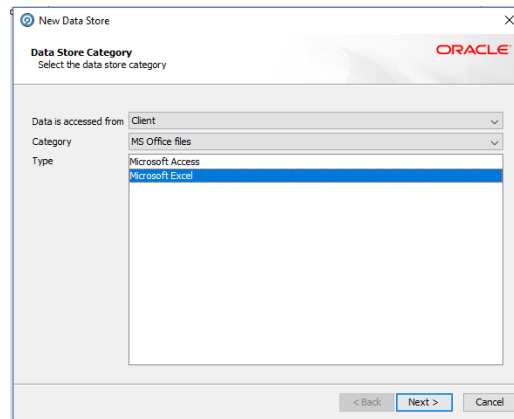 New Data Store
Data Store Category
Select the data store category
ORACLE
Data is accessed from Client
Category MS Office files
Type Microsoft Access
Microsoft Excel
< Back Next > Cancel